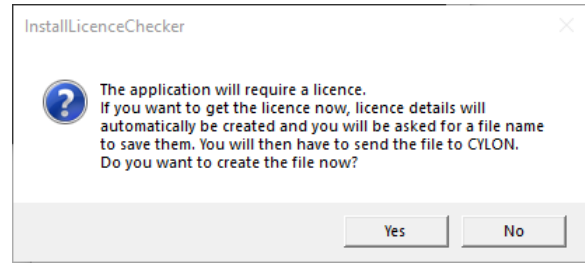 InstallLicenceChecker
The application will require a licence.
If you want to get the licence now, licence details will
automatically be created and you will be asked for a file name
to save them. You will then have to send the file to CYLON.
Do you want to create the file now?
Yes
No